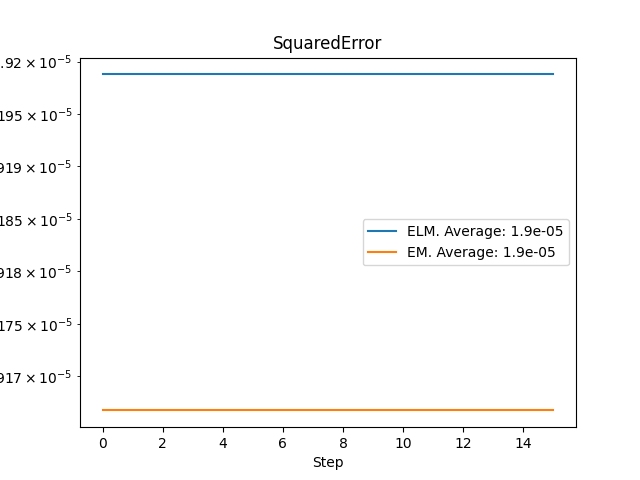 SquaredError
.92 × 10⁻⁵
195 × 10⁻⁵
919 × 10⁻⁵
185 × 10⁻⁵
918 × 10⁻⁵
175 × 10⁻⁵
917 × 10⁻⁵
ELM. Average: 1.9e-05
EM. Average: 1.9e-05
0 2 4 6 8 10 12 14
Step